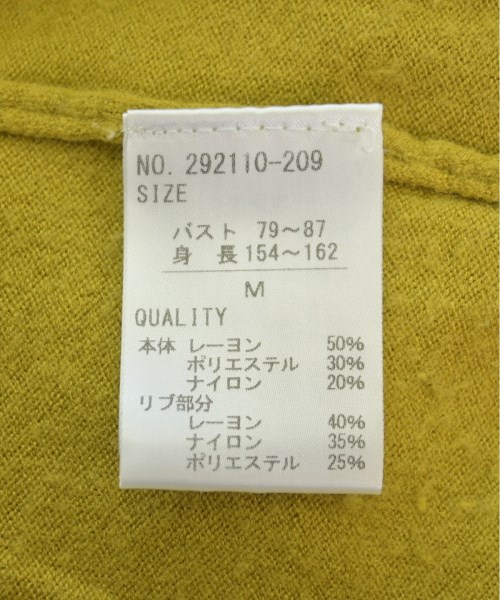 NO. 292110-209
SIZE
バスト 79～87
身 長 154～162
M
QUALITY
本体 レーヨン 50%
ポリエステル 30%
ナイロン 20%
リブ部分
レーヨン 40%
ナイロン 35%
ポリエステル 25%